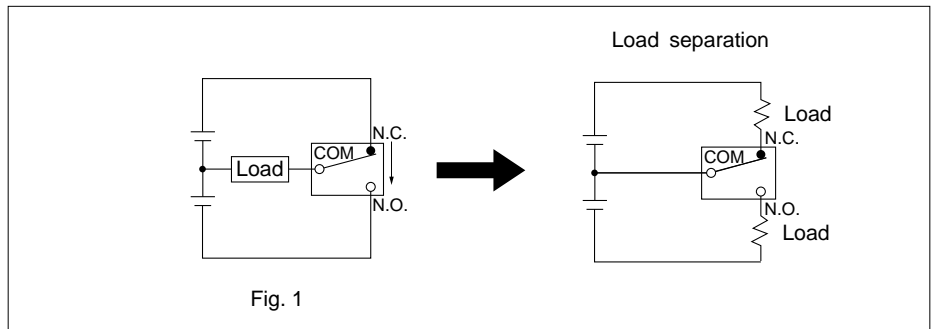 Load separation
N.C.
COM
Load
N.O.
Fig. 1
Load
N.C.
COM
N.O.
Load